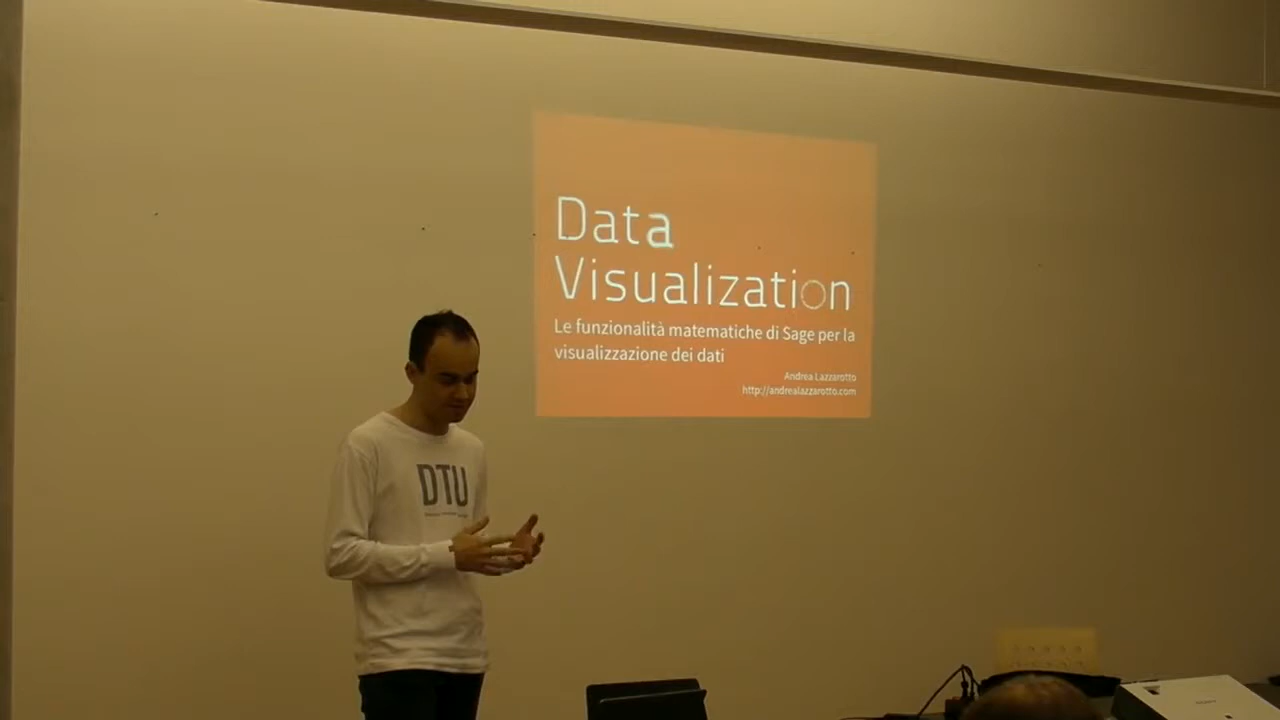 Data
Visualization
Le funzionalità matematiche di Sage per la
visualizzazione dei dati
Andrea Lazzarotto
http://andrealazzarotto.com
DTU